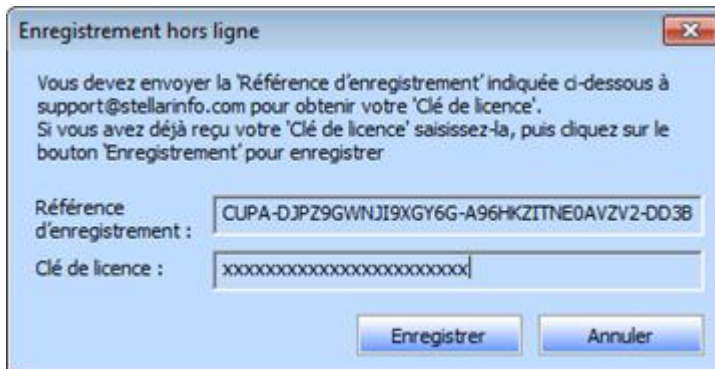 Enregistrement hors ligne
Vous devez envoyer la 'Référence d'enregistrement' indiquée ci-dessous à
support@stellarinfo.com pour obtenir votre 'Clé de licence'.
Si vous avez déjà reçu votre 'Clé de licence' saisissez-la, puis cliquez sur le
bouton 'Enregistrement' pour enregistrer
Référence
d'enregistrement :
CUPA-DJPZ9GWNJI9XGY6G-A96HKZITNE0AVZV2-DD3B
Clé de licence :
xxxxxxxxxxxxxxxxxxxxxxxx
Enregistrer
Annuler